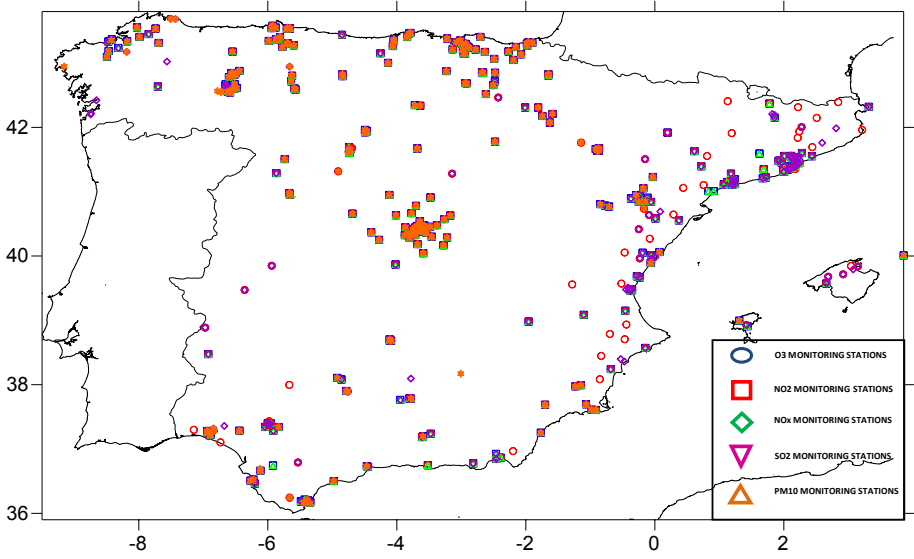 42
40
38
36
-8
-6
-4
-2
0
2
O3 MONITORING STATIONS
NO2 MONITORING STATIONS
NOx MONITORING STATIONS
SO2 MONITORING STATIONS
PM10 MONITORING STATIONS